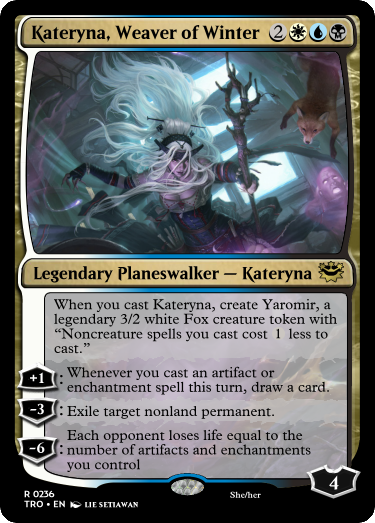 Kateryna, Weaver of Winter 2
Legendary Planeswalker — Kateryna
When you cast Kateryna, create Yaromir, a
legendary 3/2 white Fox creature token with
“Noncreature spells you cast cost 1 less to
cast.”
+1: Whenever you cast an artifact or
enchantment spell this turn, draw a card.
-3: Exile target nonland permanent.
-6: Each opponent loses life equal to the
number of artifacts and enchantments
you control
4
R 0236
TRO • EN LIE SETIAWAN
She/her